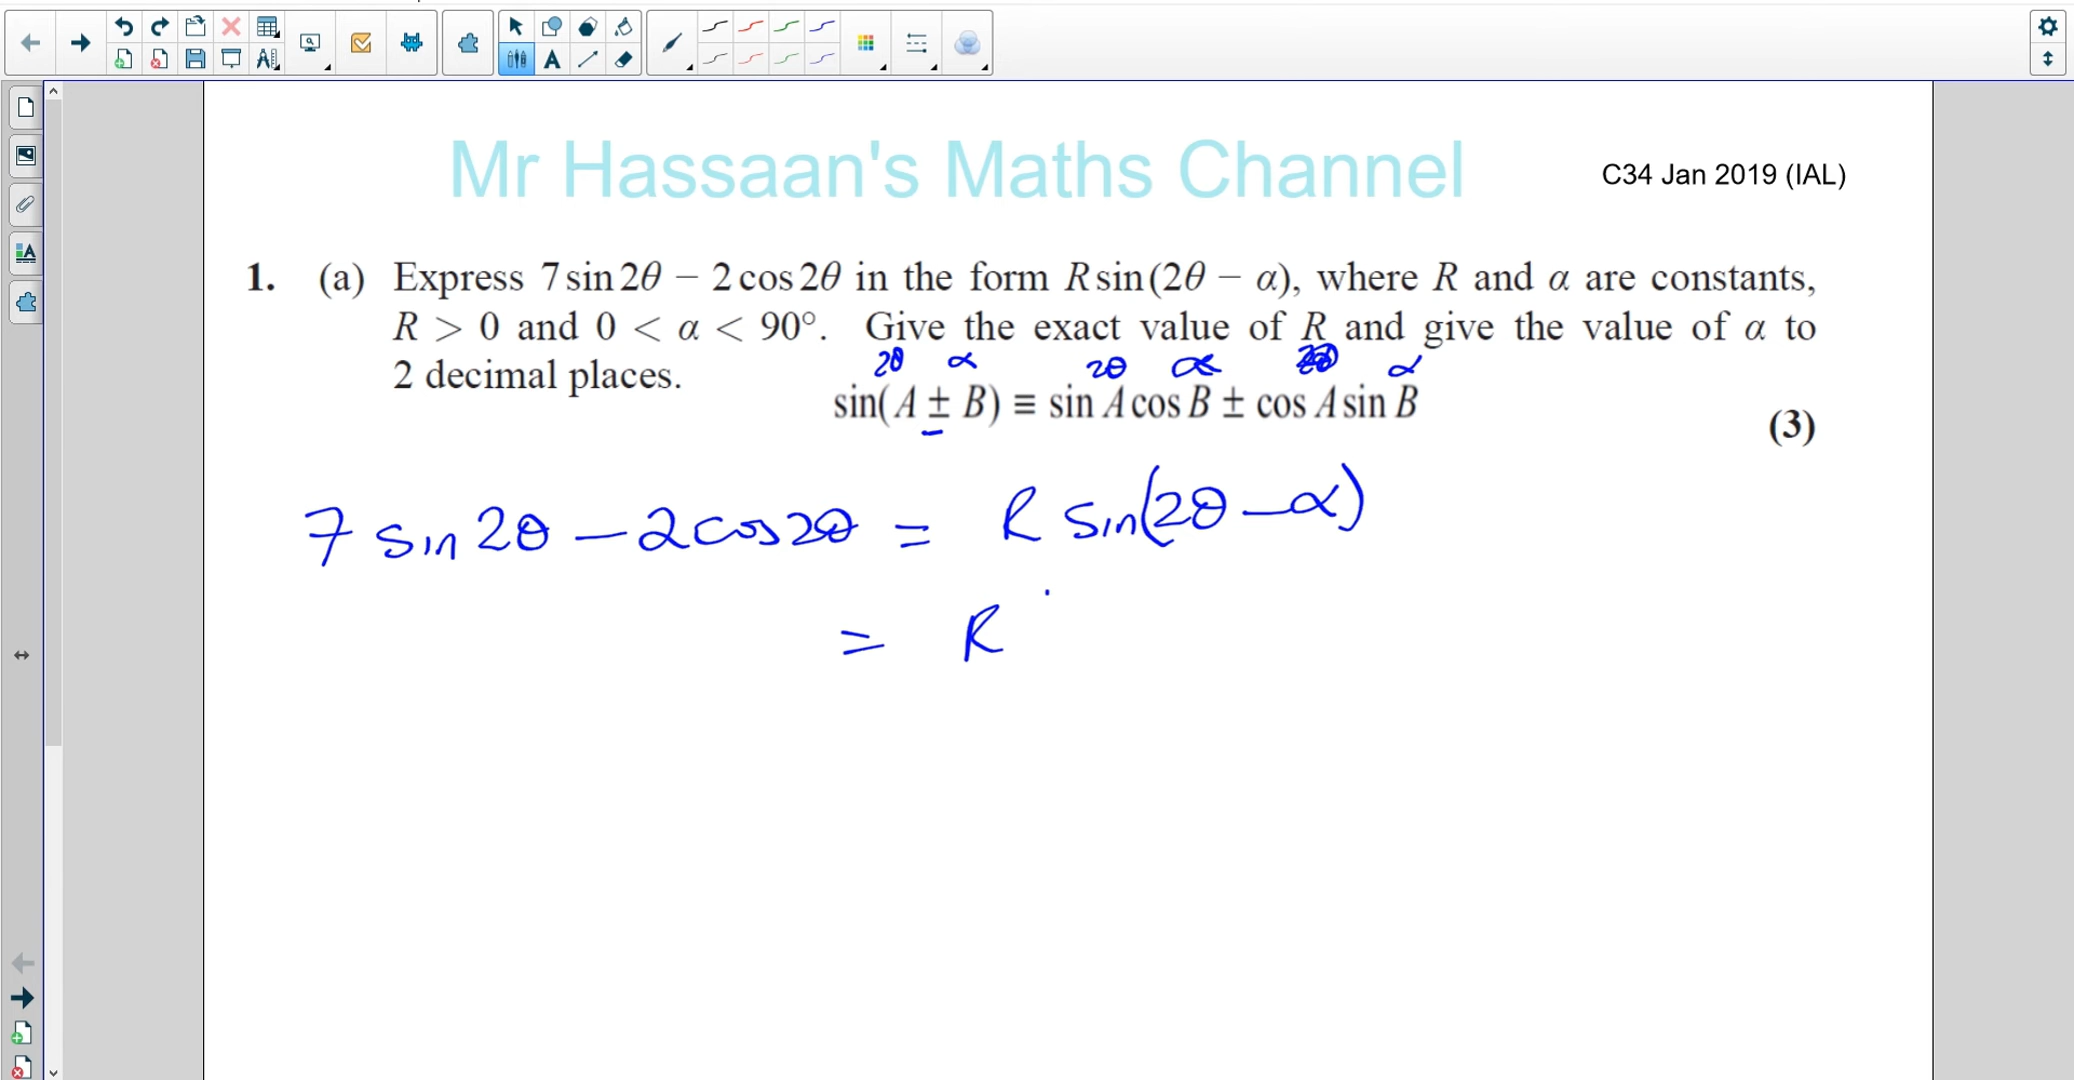 Mr Hassaan's Maths Channel
C34 Jan 2019 (IAL)
1. (a) Express 7 sin 2θ − 2 cos 2θ in the form R sin (2θ − α), where R and α are constants,
R > 0 and 0 < α < 90°. Give the exact value of R and give the value of α to
2 decimal places.
2θ α 2θ α 2θ α
sin( A ± B) ≡ sin A cos B ± cos A sin B
−
(3)
7 sin 2θ − 2 cos 2θ = R sin(2θ − α)
= R